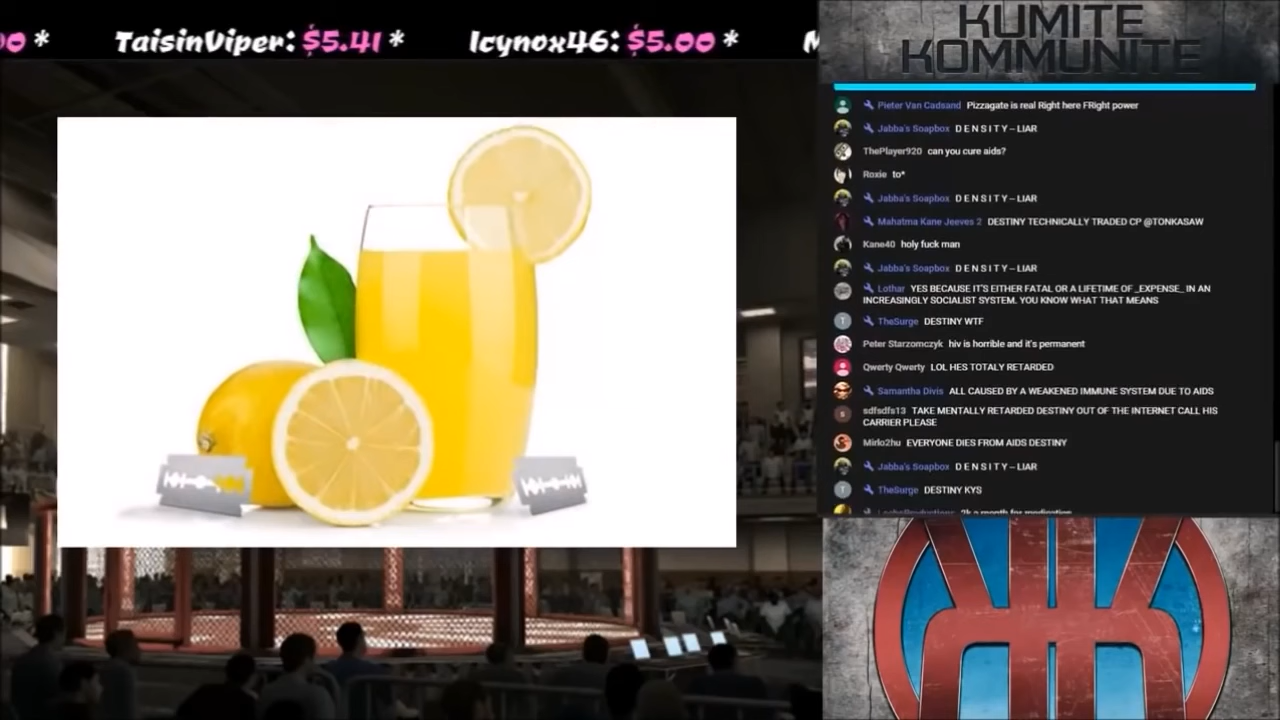 00 *
TaisinViper: $5.41 *
Icynox46: $5.00 *
M
KUMITE
KOMMUNITE
Pieter Van Cadsand Pizzagate is real Right here FRight power
Jabba's Soapbox D E N S I T Y – LIAR
ThePlayer920 can you cure aids?
Roxie to*
Jabba's Soapbox D E N S I T Y – LIAR
Mahatma Kane Jeeves 2 DESTINY TECHNICALLY TRADED CP @TONKASAW
Kane40 holy fuck man
Jabba's Soapbox D E N S I T Y – LIAR
Lothar YES BECAUSE IT'S EITHER FATAL OR A LIFETIME OF _EXPENSE_ IN AN
INCREASINGLY SOCIALIST SYSTEM. YOU KNOW WHAT THAT MEANS
T TheSurge DESTINY WTF
Peter Starzomczyk hiv is horrible and it's permanent
Qwerty Qwerty LOL HES TOTALY RETARDED
Samantha Divis ALL CAUSED BY A WEAKENED IMMUNE SYSTEM DUE TO AIDS
s sdfsdfs13 TAKE MENTALLY RETARDED DESTINY OUT OF THE INTERNET CALL HIS
CARRIER PLEASE
Mirlo2hu EVERYONE DIES FROM AIDS DESTINY
Jabba's Soapbox D E N S I T Y – LIAR
T TheSurge DESTINY KYS
2k a month for medication
KK